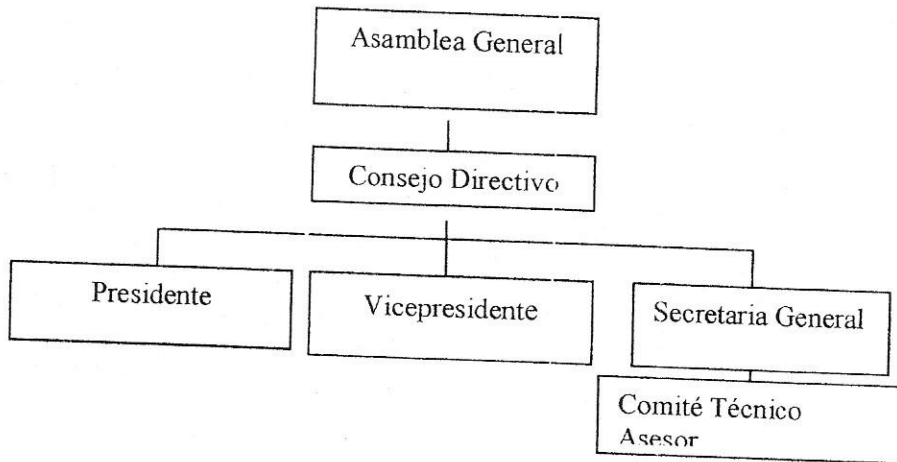 Asamblea General
Consejo Directivo
Presidente
Vicepresidente
Secretaria General
Comité Técnico
Asesor